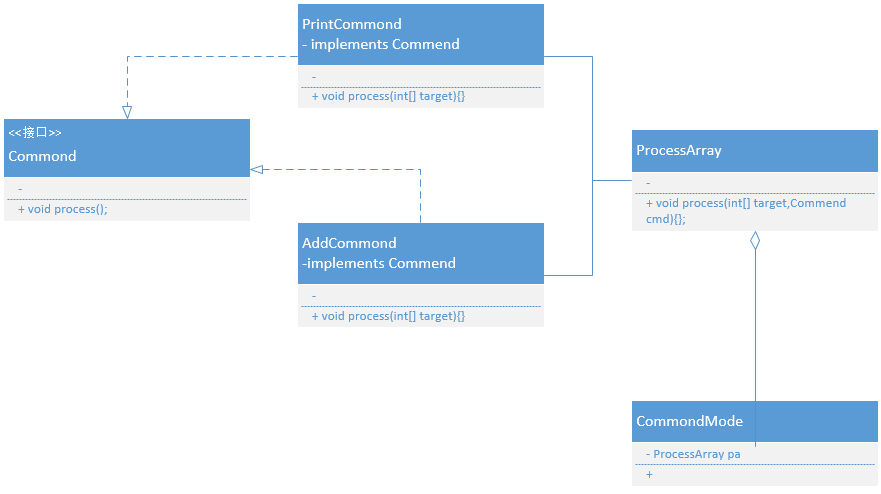 PrintCommond
- implements Commend
-
+ void process(int[] target){}
<<接口>>
Commond
-
+ void process();
AddCommond
-implements Commend
-
+ void process(int[] target){}
ProcessArray
-
+ void process(int[] target,Commend
cmd){};
CommondMode
- ProcessArray pa
+